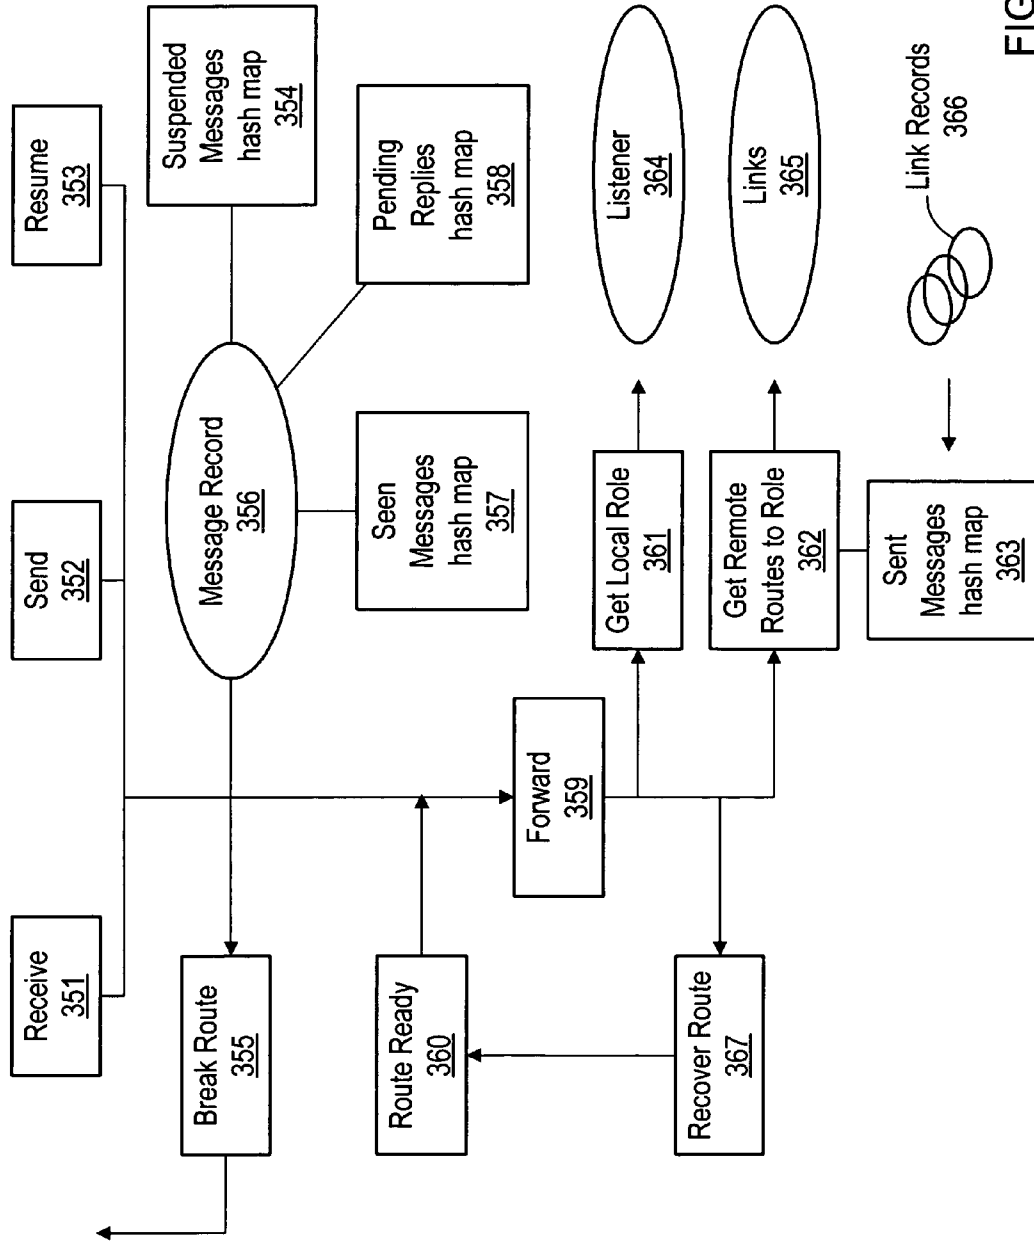 Receive
351
Send
352
Resume
353
Suspended
Messages
hash map
354
Break Route
355
Message Record
356
Seen
Messages
hash map
357
Pending
Replies
hash map
358
Route Ready
360
Forward
359
Get Local Role
361
Listener
364
Recover Route
367
Get Remote
Routes to Role
362
Links
365
Sent
Messages
hash map
363
Link Records
366
FIG